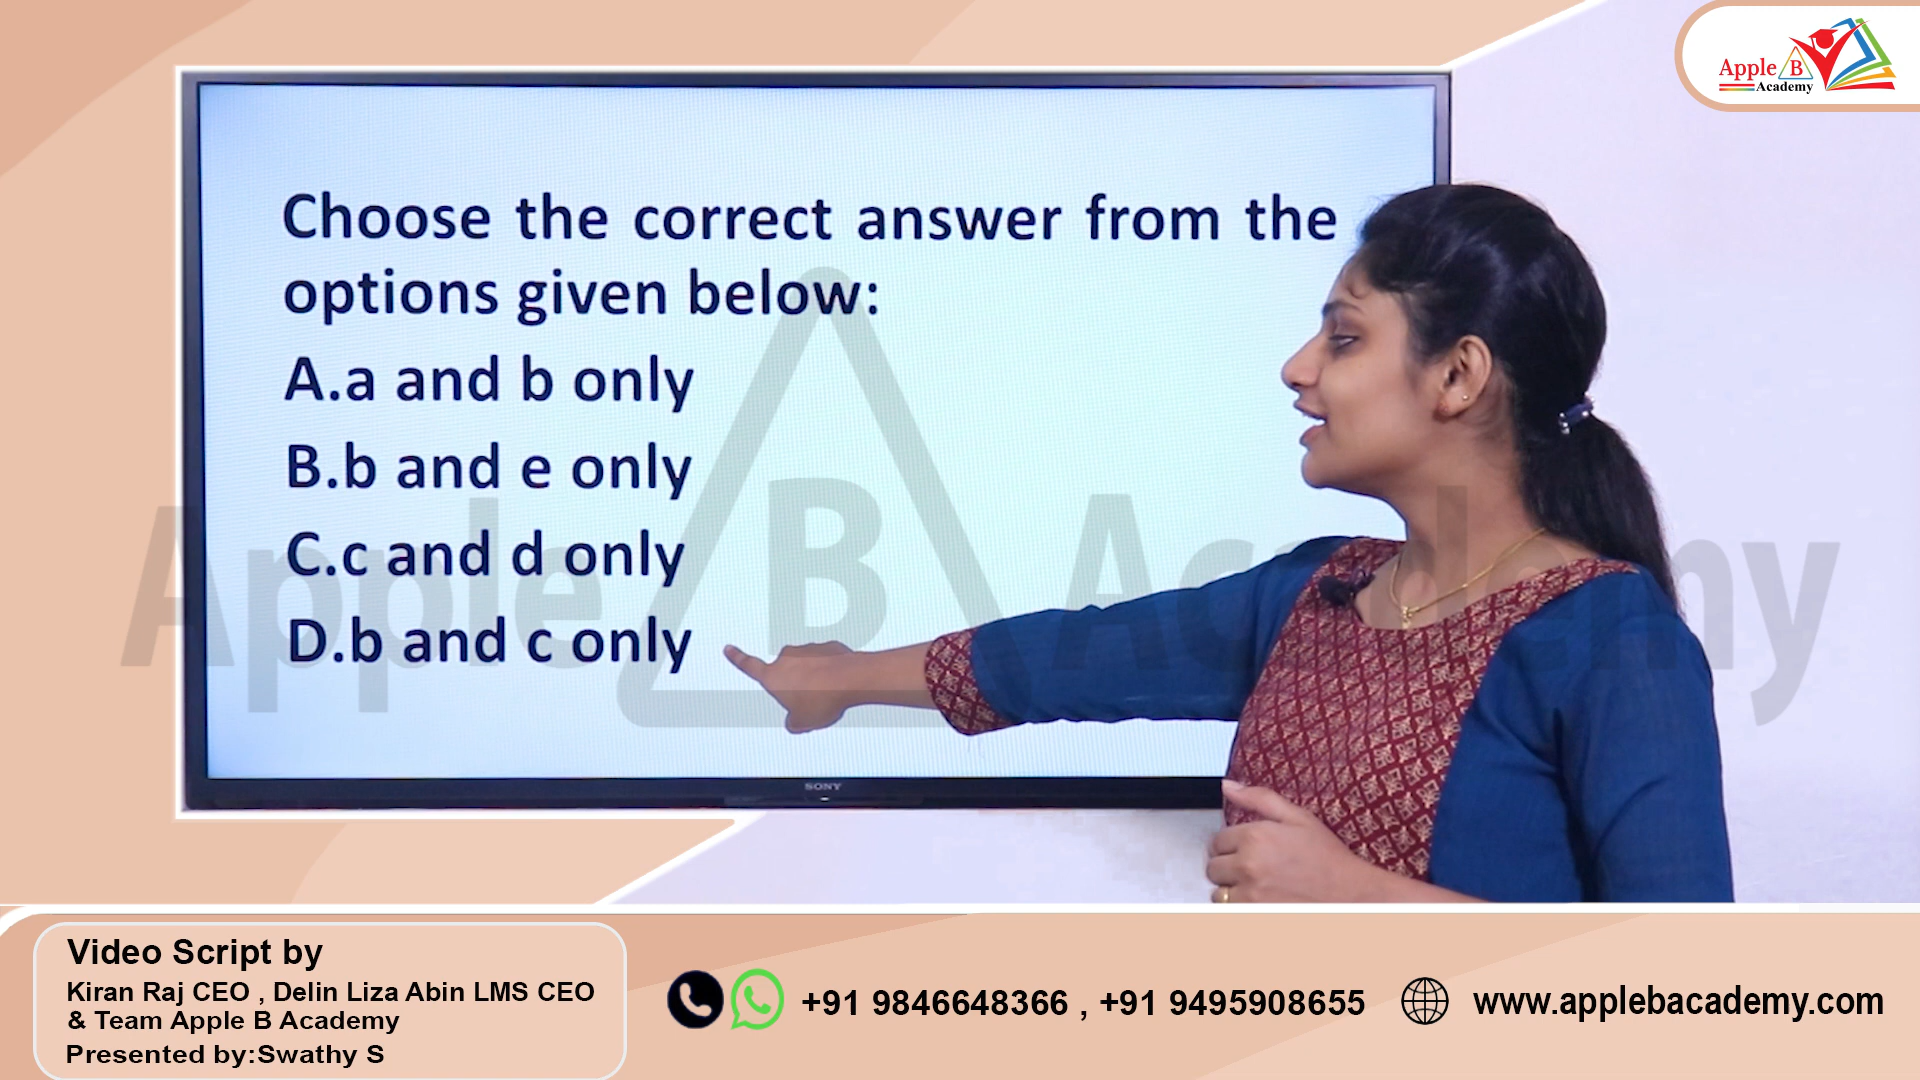 Apple B
Academy
Choose the correct answer from the
options given below:
A.a and b only
B.b and e only
C.c and d only
D.b and c only
Apple B Academy
SONY
Video Script by
Kiran Raj CEO , Delin Liza Abin LMS CEO
& Team Apple B Academy
Presented by:Swathy S
+91 9846648366 , +91 9495908655
www.applebacademy.com